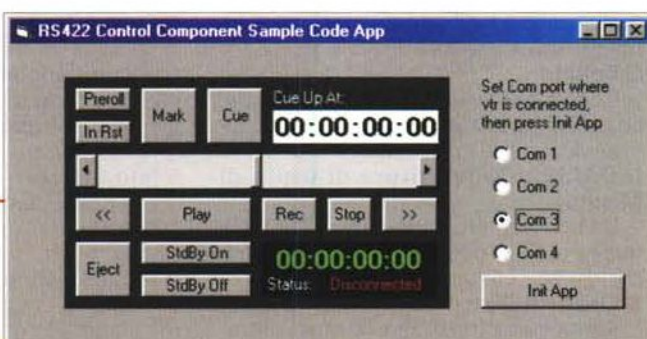 RS422 Control Component Sample Code App
Preroll
In Rst
Mark
Cue
Cue Up At:
00:00:00:00
<<
Play
Rec
Stop
>>
Eject
StdBy On
StdBy Off
00:00:00:00
Status: Disconnected
Set Com port where
vtr is connected,
then press Init App
Com 1
Com 2
Com 3
Com 4
Init App